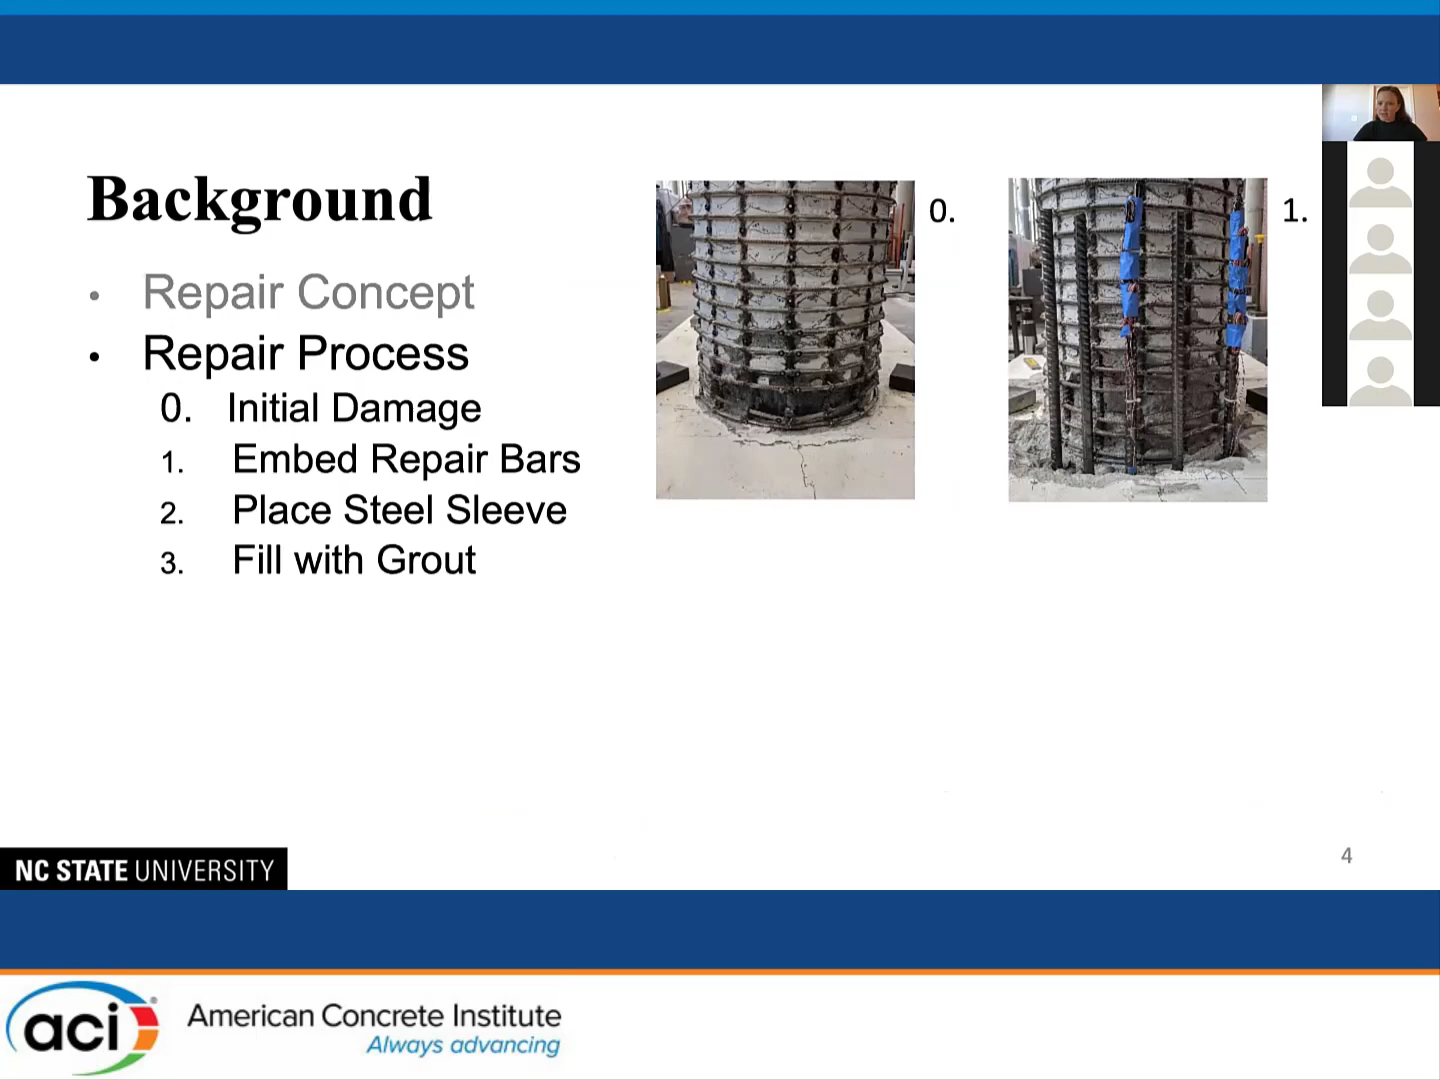 Background
0.
1.
• Repair Concept
• Repair Process
0. Initial Damage
1. Embed Repair Bars
2. Place Steel Sleeve
3. Fill with Grout
4
NC STATE UNIVERSITY
aci®
American Concrete Institute
Always advancing